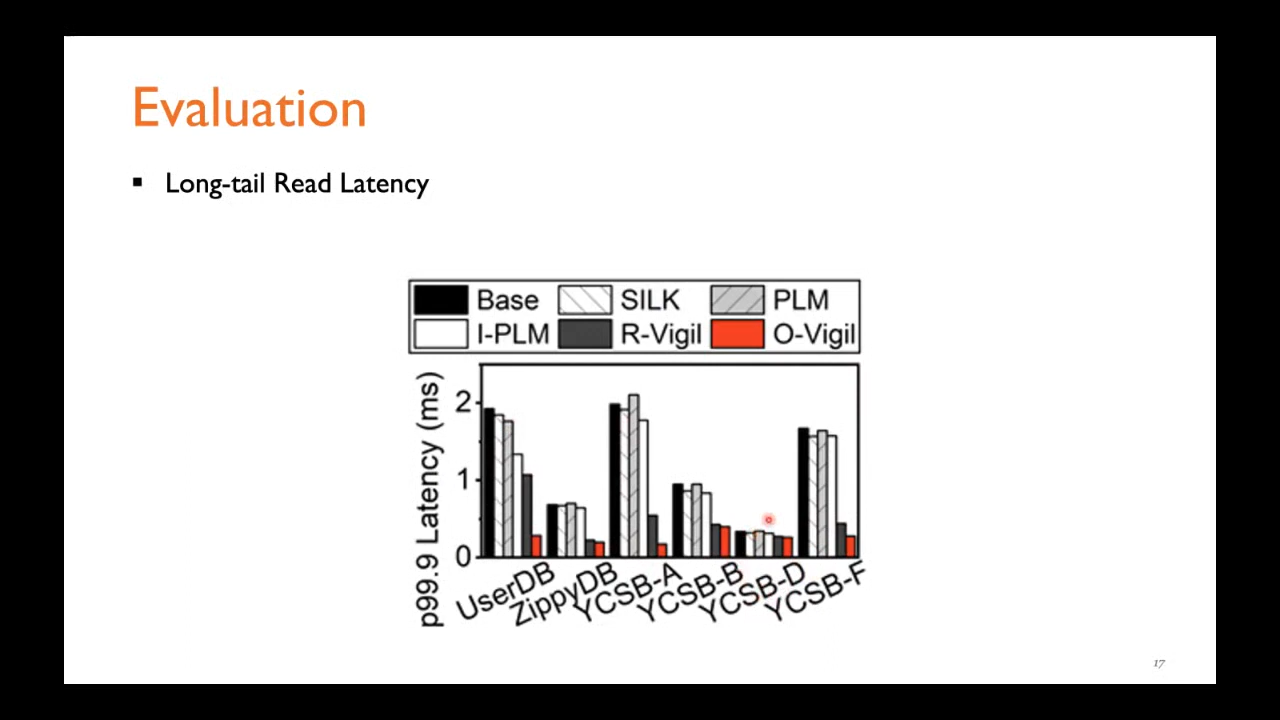 Evaluation
▪ Long-tail Read Latency
Base SILK PLM
I-PLM R-Vigil O-Vigil
p99.9 Latency (ms)
2
1
0
UserDB ZippyDB YCSB-A YCSB-B YCSB-D YCSB-F
17